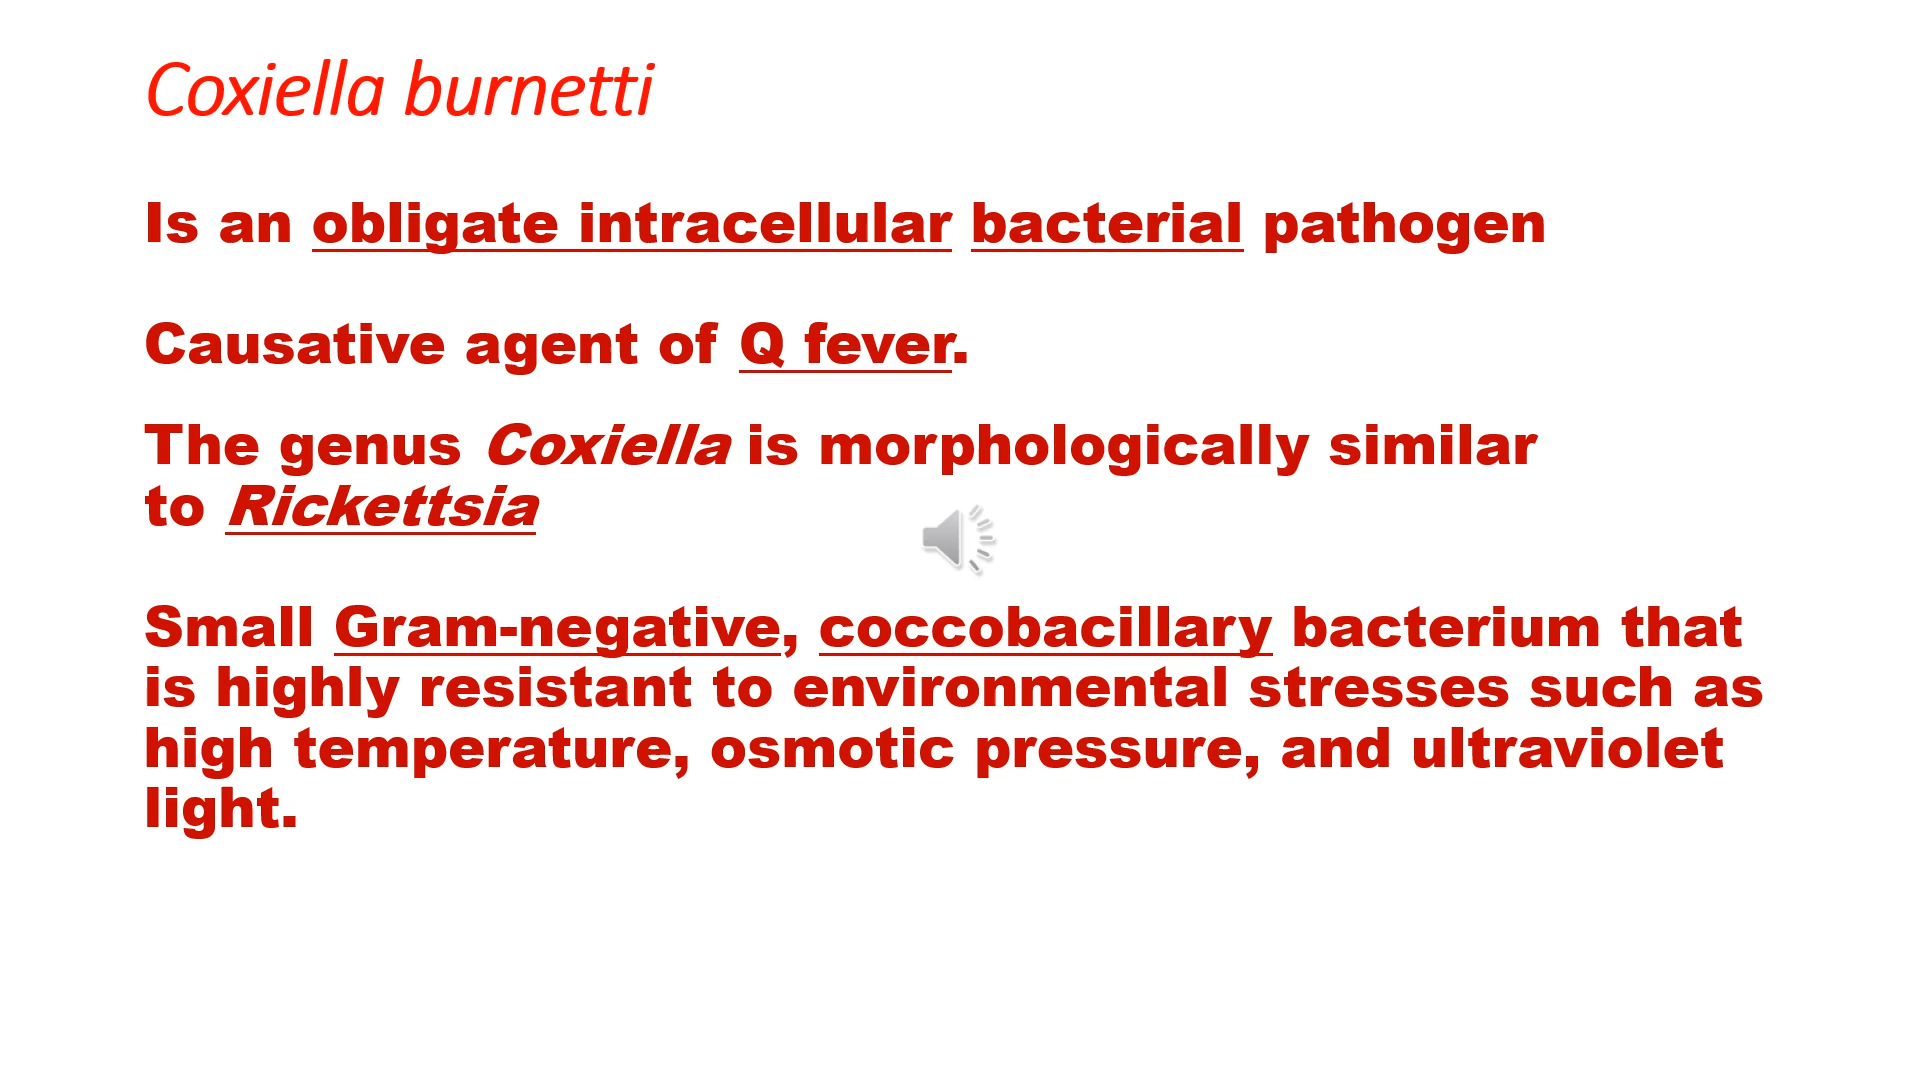 Coxiella burnetti
Is an obligate intracellular bacterial pathogen
Causative agent of Q fever.
The genus Coxiella is morphologically similar
to Rickettsia
Small Gram-negative, coccobacillary bacterium that
is highly resistant to environmental stresses such as
high temperature, osmotic pressure, and ultraviolet
light.